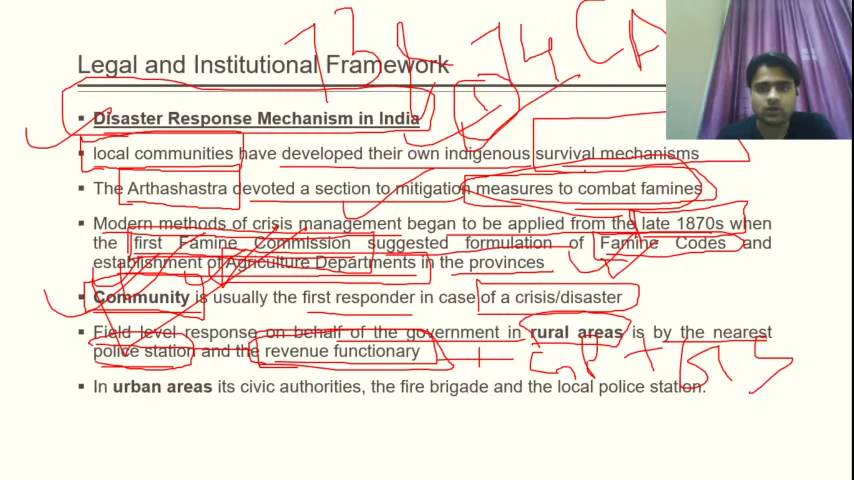 73 74 CA
Legal and Institutional Framework
▪ Disaster Response Mechanism in India
▪ local communities have developed their own indigenous survival mechanisms
▪ The Arthashastra devoted a section to mitigation measures to combat famines
▪ Modern methods of crisis management began to be applied from the late 1870s when
the first Famine Commission suggested formulation of Famine Codes and
establishment of Agriculture Departments in the provinces
▪ Community is usually the first responder in case of a crisis/disaster
▪ Field level response on behalf of the government in rural areas is by the nearest
police station and the revenue functionary
▪ In urban areas its civic authorities, the fire brigade and the local police station.